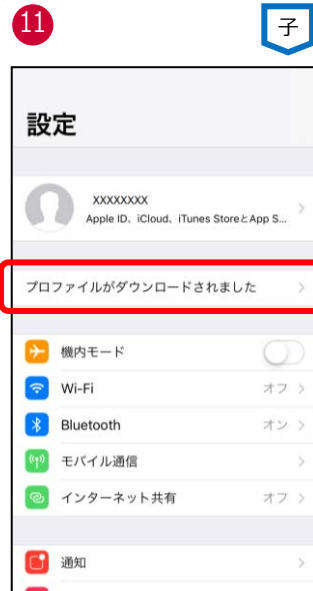 11
子
設定
XXXXXXXX
Apple ID、iCloud、iTunes StoreとApp S...
プロファイルがダウンロードされました
機内モード
Wi-Fi オフ
Bluetooth オン
モバイル通信
インターネット共有 オフ
通知